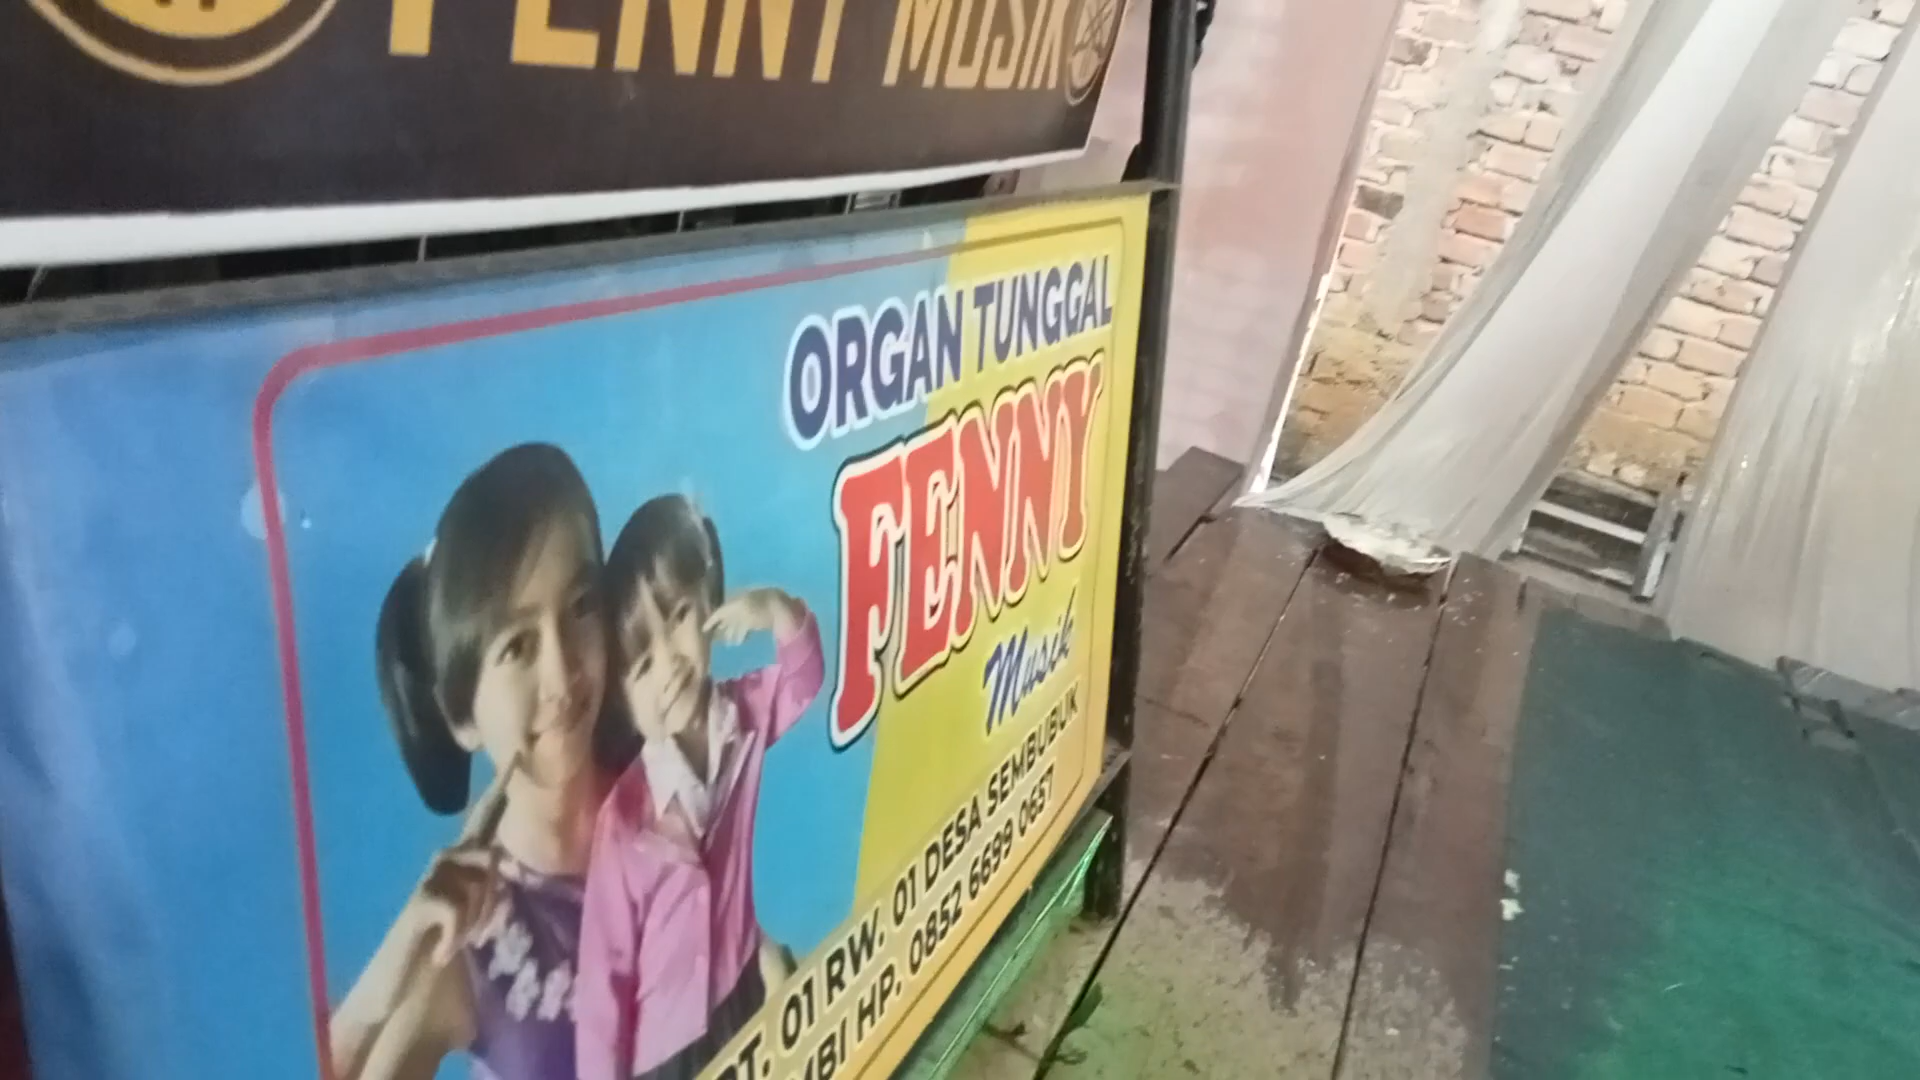 FENNY MUSIK
ORGAN TUNGGAL
FENNY
Musik
RT. 01 RW. 01 DESA SEMBUBUK
HP. 0852 6699 0657